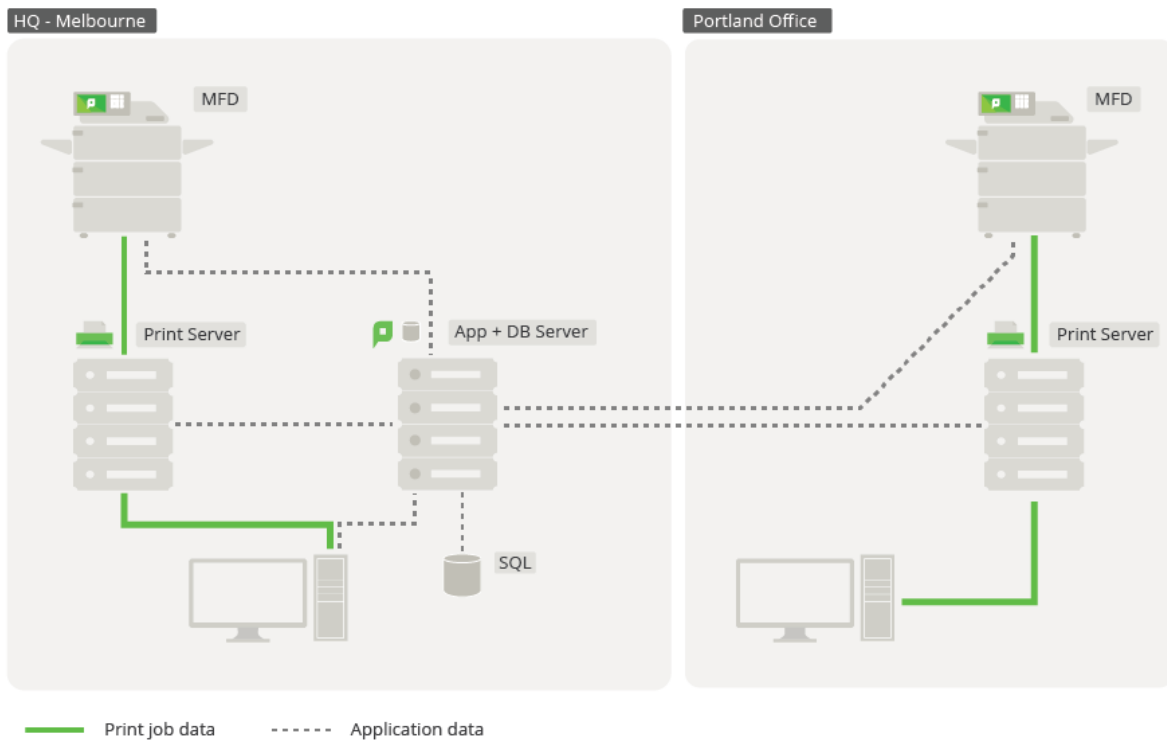 HQ - Melbourne
Portland Office
MFD
MFD
Print Server
App + DB Server
Print Server
SQL
Print job data
Application data